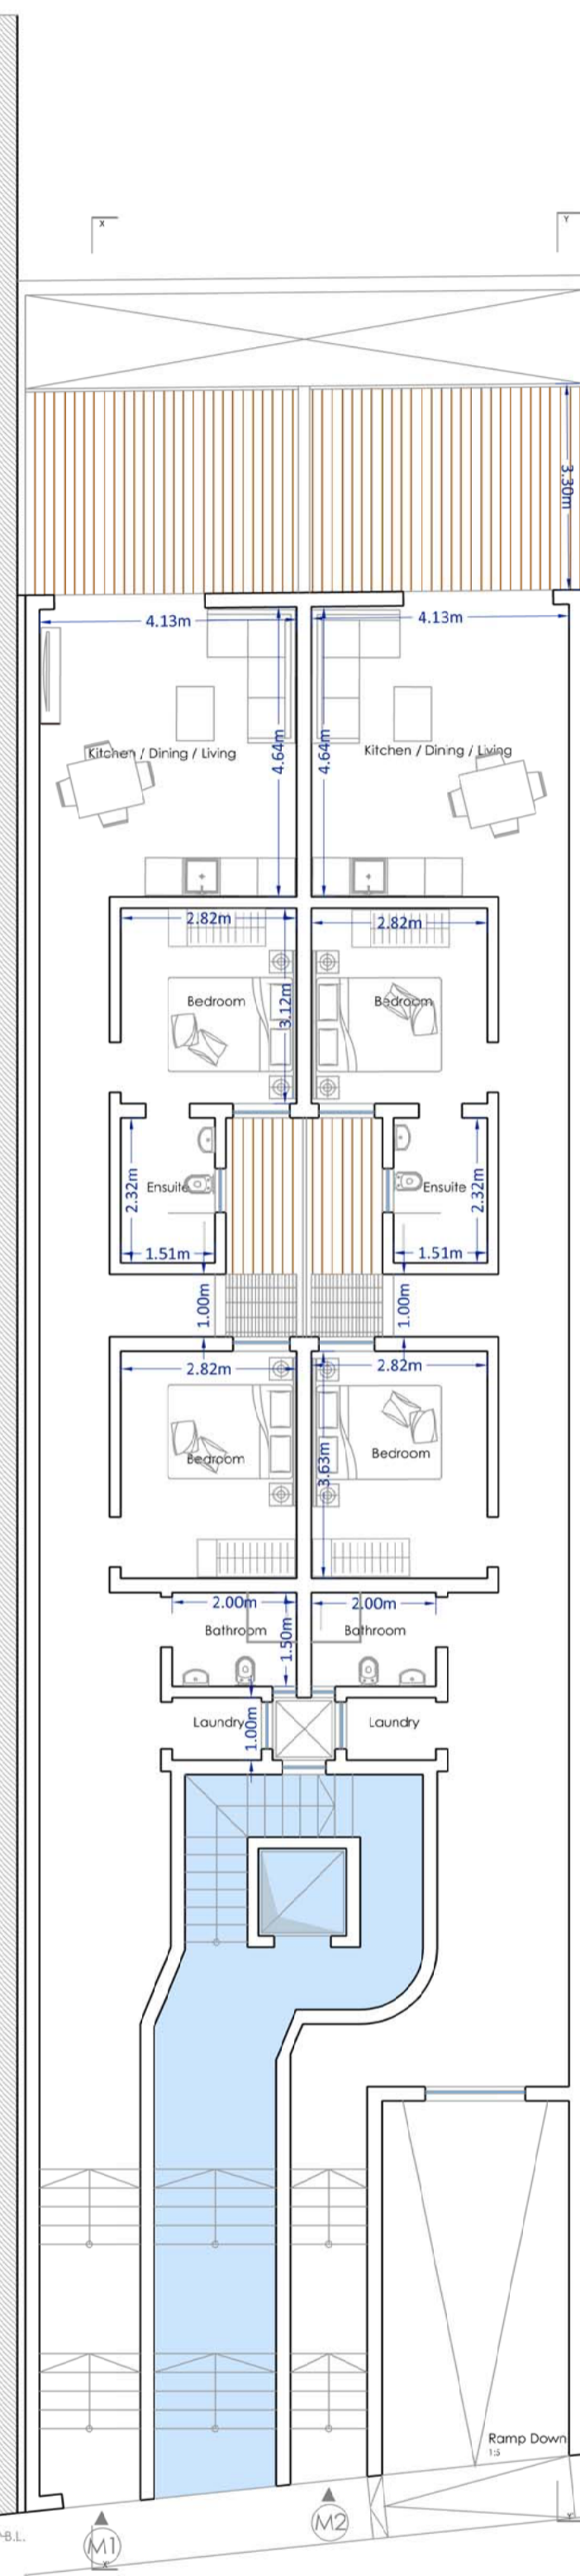 X
Y
3.30m
4.13m
4.13m
4.64m
4.64m
Kitchen / Dining / Living
Kitchen / Dining / Living
2.82m
2.82m
3.12m
Bedroom
Bedroom
2.32m
Ensuite
Ensuite
2.32m
1.51m
1.51m
1.00m
1.00m
2.82m
2.82m
3.63m
Bedroom
Bedroom
2.00m
2.00m
1.50m
Bathroom
Bathroom
Laundry
1.00m
Laundry
Ramp Down
1:5
B.L.
M1
M2
X'
Y'